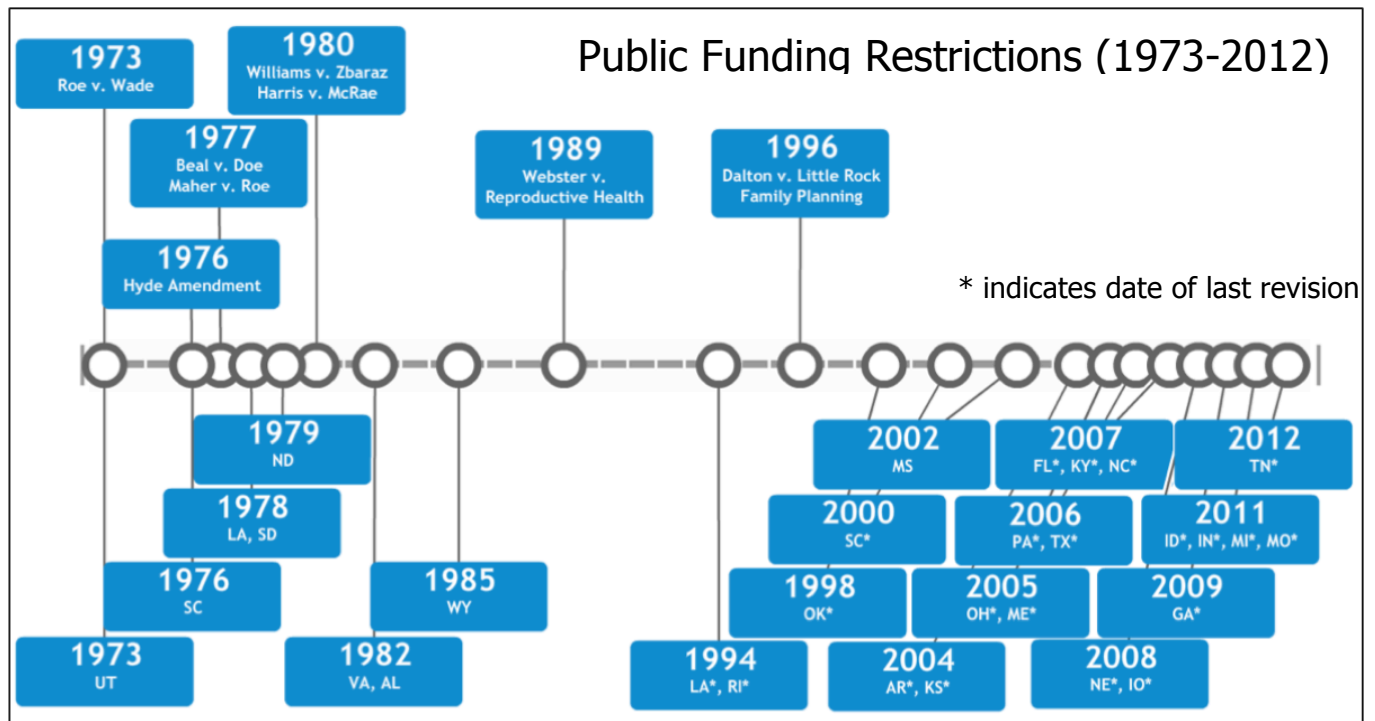 Public Funding Restrictions (1973-2012)
1973
Roe v. Wade
1980
Williams v. Zbaraz
Harris v. McRae
1977
Beal v. Doe
Maher v. Roe
1989
Webster v.
Reproductive Health
1996
Dalton v. Little Rock
Family Planning
1976
Hyde Amendment
* indicates date of last revision
1979
ND
1978
LA, SD
1976
SC
1973
UT
1985
WY
1982
VA, AL
2002
MS
2000
SC*
1998
OK*
1994
LA*, RI*
2007
FL*, KY*, NC*
2006
PA*, TX*
2005
OH*, ME*
2004
AR*, KS*
2012
TN*
2011
ID*, IN*, MI*, MO*
2009
GA*
2008
NE*, IO*